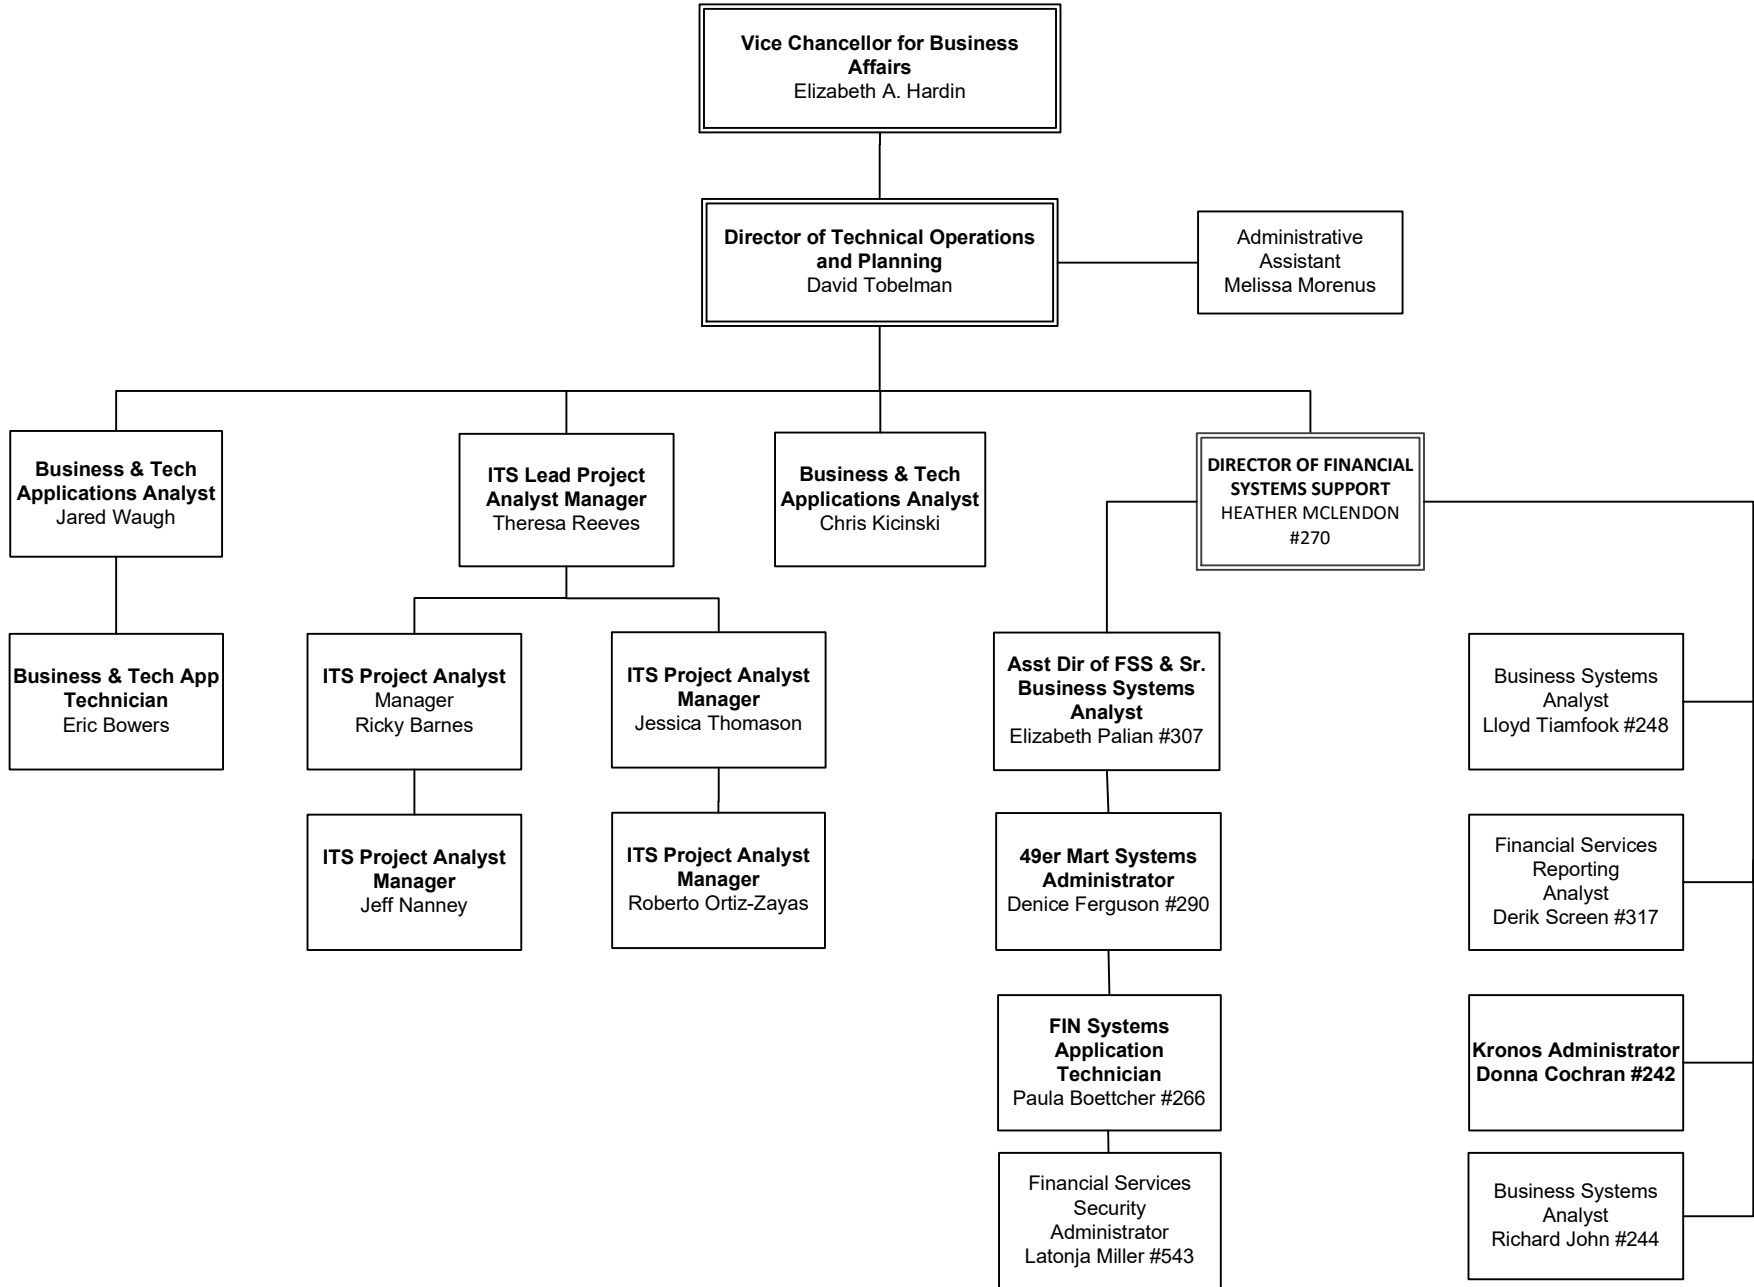 Vice Chancellor for Business
Affairs
Elizabeth A. Hardin
Director of Technical Operations
and Planning
David Tobelman
Administrative
Assistant
Melissa Morenus
Business & Tech
Applications Analyst
Jared Waugh
ITS Lead Project
Analyst Manager
Theresa Reeves
Business & Tech
Applications Analyst
Chris Kicinski
DIRECTOR OF FINANCIAL
SYSTEMS SUPPORT
HEATHER MCLENDON
#270
Business & Tech App
Technician
Eric Bowers
ITS Project Analyst
Manager
Ricky Barnes
ITS Project Analyst
Manager
Jessica Thomason
Asst Dir of FSS & Sr.
Business Systems
Analyst
Elizabeth Palian #307
Business Systems
Analyst
Lloyd Tiamfook #248
ITS Project Analyst
Manager
Jeff Nanney
ITS Project Analyst
Manager
Roberto Ortiz-Zayas
49er Mart Systems
Administrator
Denice Ferguson #290
Financial Services
Reporting
Analyst
Derik Screen #317
FIN Systems
Application
Technician
Paula Boettcher #266
Kronos Administrator
Donna Cochran #242
Financial Services
Security
Administrator
Latonja Miller #543
Business Systems
Analyst
Richard John #244